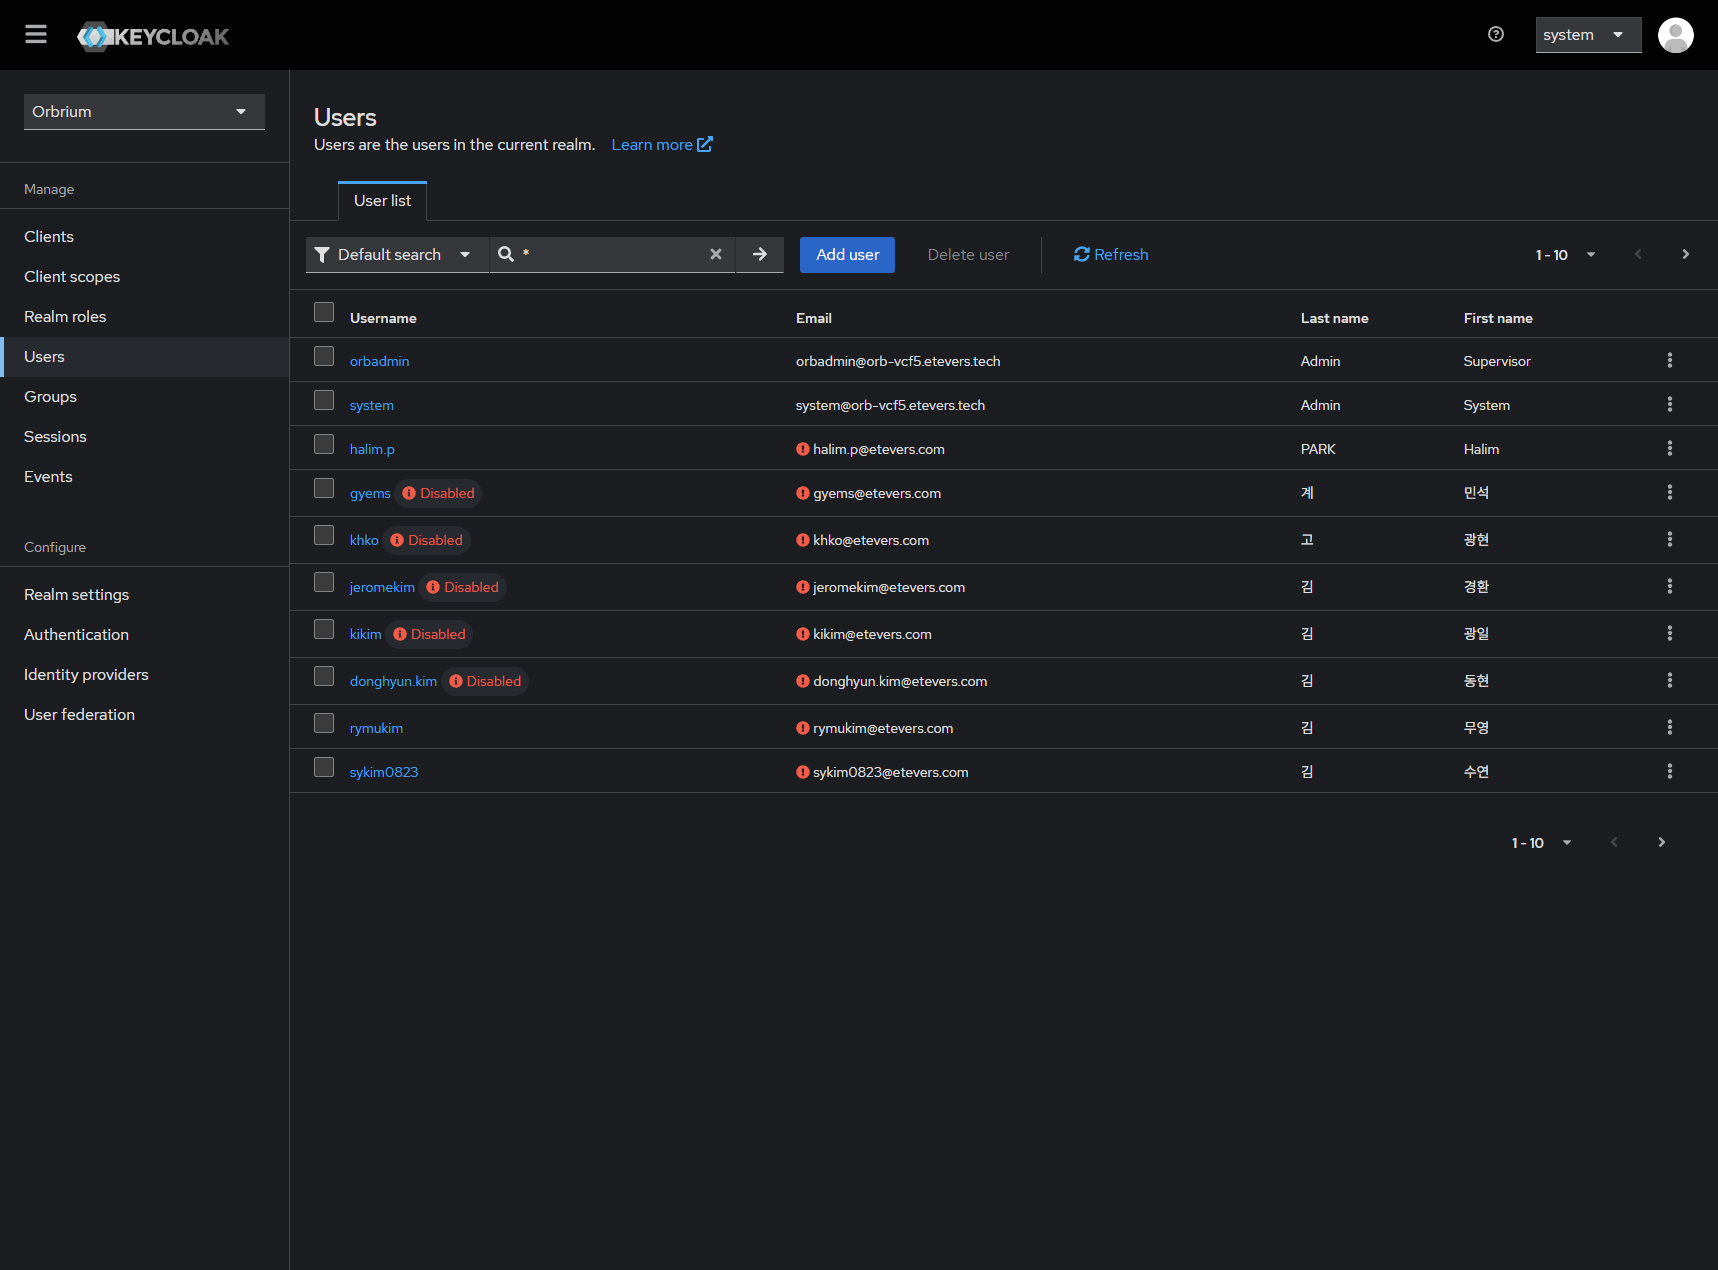 KEYCLOAK
system
Orbrium
Manage
Clients
Client scopes
Realm roles
Users
Groups
Sessions
Events
Configure
Realm settings
Authentication
Identity providers
User federation
Users
Users are the users in the current realm. Learn more
User list
Default search * Add user Delete user Refresh 1 - 10
Username Email Last name First name
orbadmin orbadmin@orb-vcf5.etevers.tech Admin Supervisor
system system@orb-vcf5.etevers.tech Admin System
halim.p halim.p@etevers.com PARK Halim
gyems Disabled gyems@etevers.com 계 민석
khko Disabled khko@etevers.com 고 광현
jeromekim Disabled jeromekim@etevers.com 김 경환
kikim Disabled kikim@etevers.com 김 광일
donghyun.kim Disabled donghyun.kim@etevers.com 김 동현
rymukim rymukim@etevers.com 김 무영
sykim0823 sykim0823@etevers.com 김 수연
1 - 10